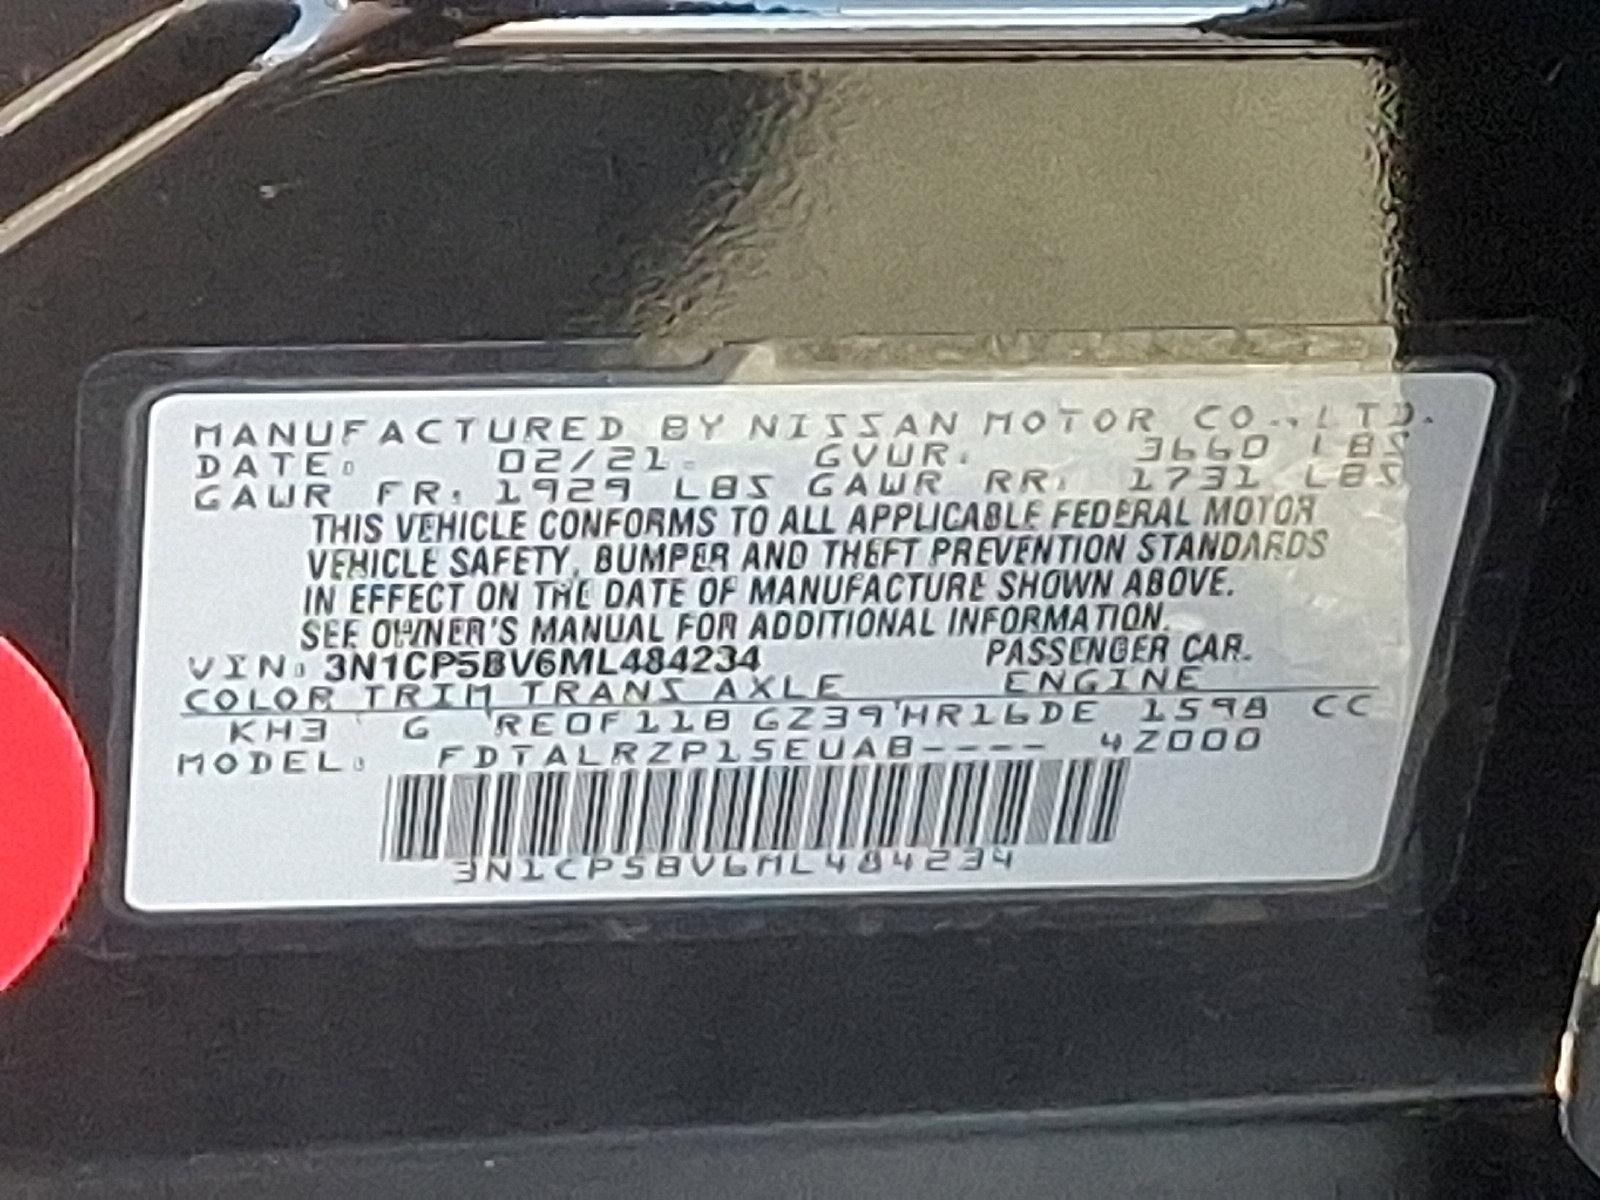 MANUFACTURED BY NISSAN MOTOR CO.,LTD.
DATE: 02/21 GVWR: 3660 LBS
GAWR FR: 1929 LBS GAWR RR: 1731 LBS
THIS VEHICLE CONFORMS TO ALL APPLICABLE FEDERAL MOTOR
VEHICLE SAFETY, BUMPER AND THEFT PREVENTION STANDARDS
IN EFFECT ON THE DATE OF MANUFACTURE SHOWN ABOVE.
SEE OWNER'S MANUAL FOR ADDITIONAL INFORMATION.
VIN: 3N1CP5BV6ML484234 PASSENGER CAR.
COLOR TRIM TRANS AXLE ENGINE
KH3 G RE0F11B GZ39 HR16DE 1598 CC
MODEL: FDTALRZP15EUAB---- 4Z000
3N1CP5BV6ML484234